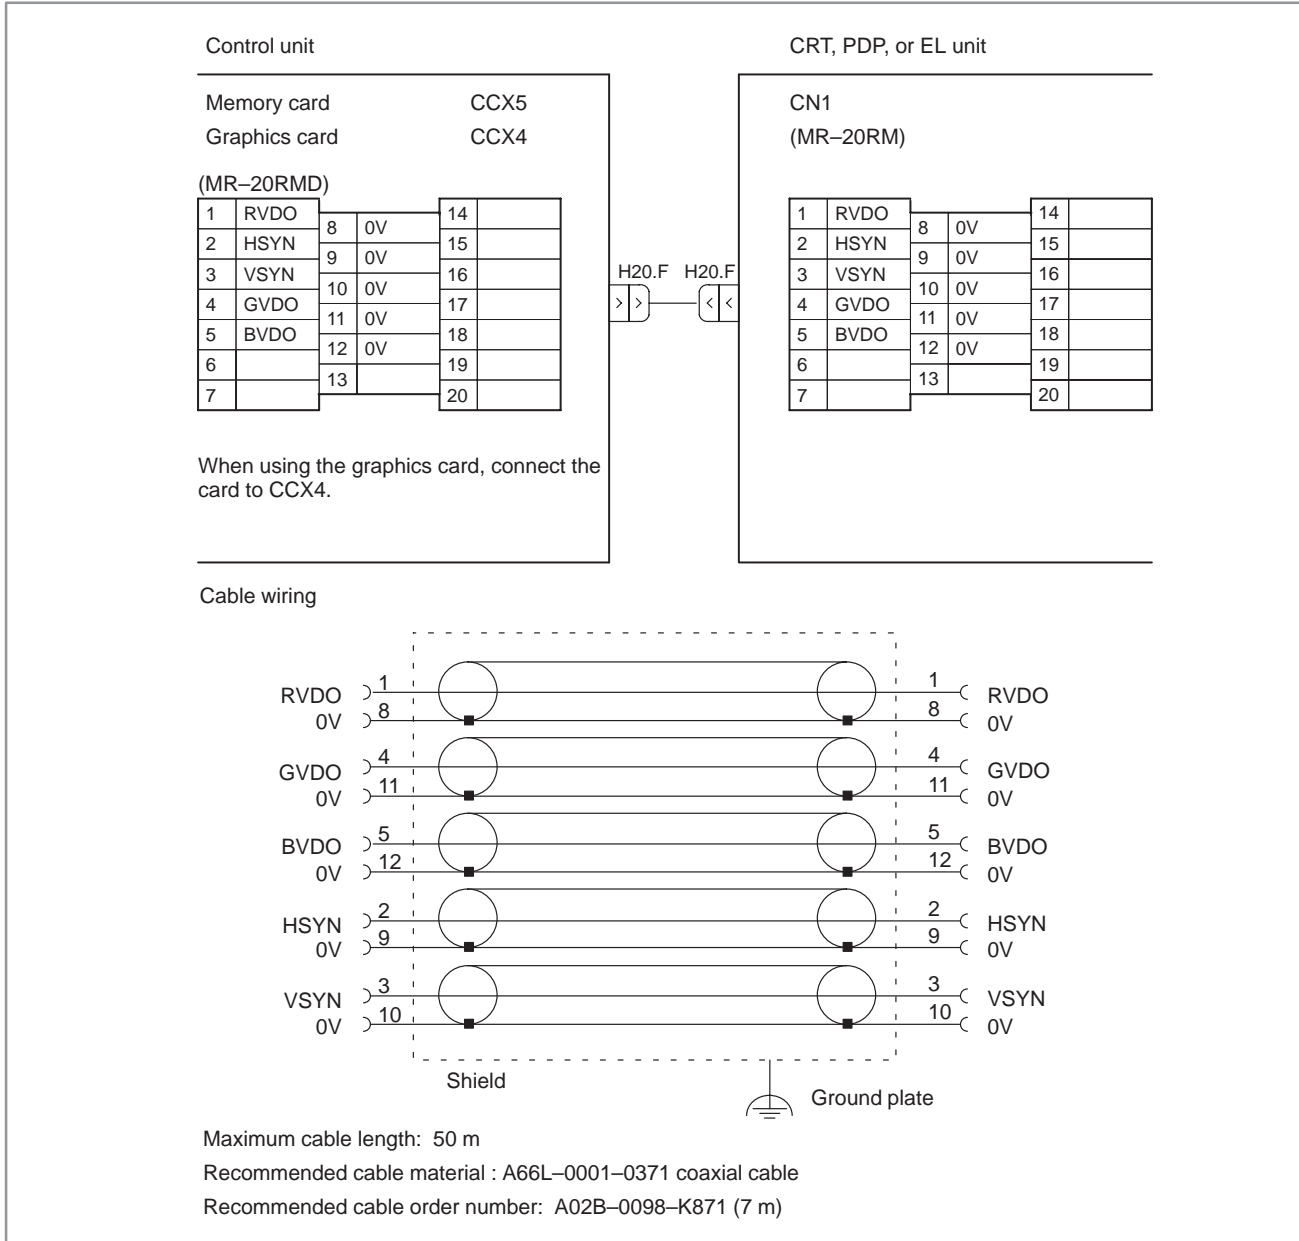 Control unit
CRT, PDP, or EL unit
Memory card CCX5
Graphics card CCX4
(MR–20RMD)
1 RVDO
2 HSYN
3 VSYN
4 GVDO
5 BVDO
6
7
8 0V
9 0V
10 0V
11 0V
12 0V
13
14
15
16
17
18
19
20
When using the graphics card, connect the
card to CCX4.
H20.F H20.F
CN1
(MR–20RM)
1 RVDO
2 HSYN
3 VSYN
4 GVDO
5 BVDO
6
7
8 0V
9 0V
10 0V
11 0V
12 0V
13
14
15
16
17
18
19
20
Cable wiring
RVDO 1 1 RVDO
0V 8 8 0V
GVDO 4 4 GVDO
0V 11 11 0V
BVDO 5 5 BVDO
0V 12 12 0V
HSYN 2 2 HSYN
0V 9 9 0V
VSYN 3 3 VSYN
0V 10 10 0V
Shield
Ground plate
Maximum cable length: 50 m
Recommended cable material : A66L–0001–0371 coaxial cable
Recommended cable order number: A02B–0098–K871 (7 m)